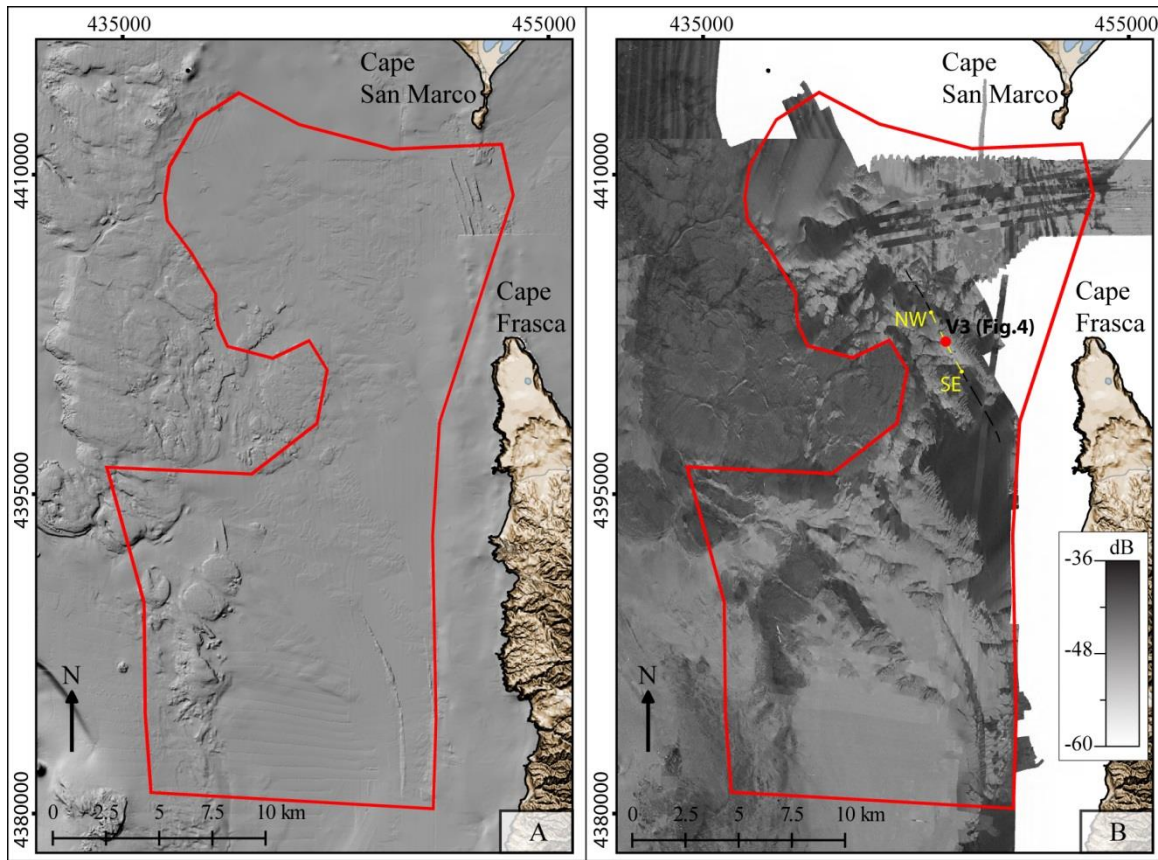 435000
455000
Cape
San Marco
Cape
Frasca
4410000
4395000
4380000
N
0 2.5 5 7.5 10 km
A
435000
455000
Cape
San Marco
Cape
Frasca
NW
V3 (Fig.4)
SE
4410000
4395000
4380000
dB
-36
-48
-60
N
0 2.5 5 7.5 10 km
B